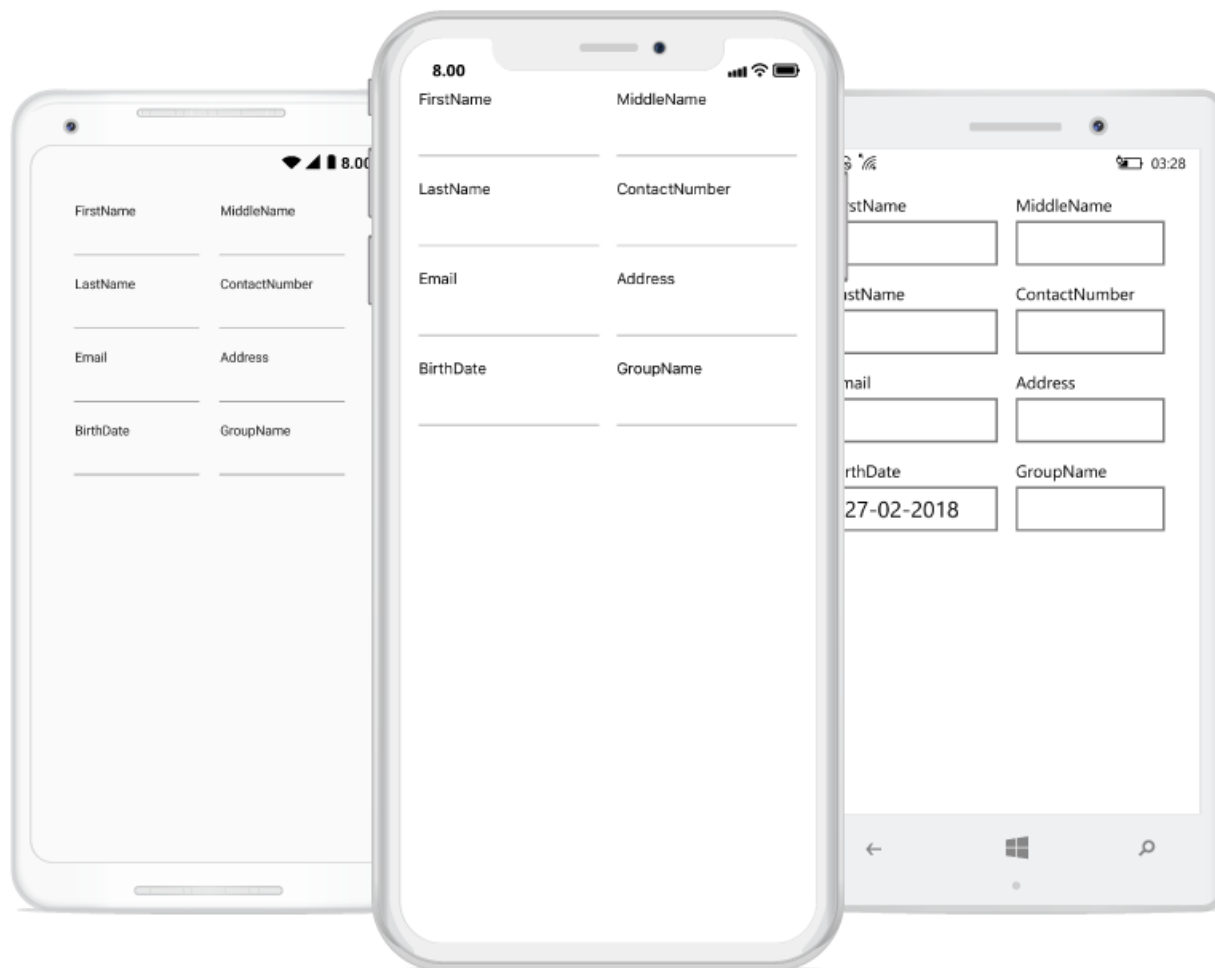 8.00
FirstName MiddleName
LastName ContactNumber
Email Address
BirthDate GroupName
8.00
FirstName MiddleName
LastName ContactNumber
Email Address
BirthDate GroupName
03:28
MiddleName
ContactNumber
Address
GroupName
27-02-2018